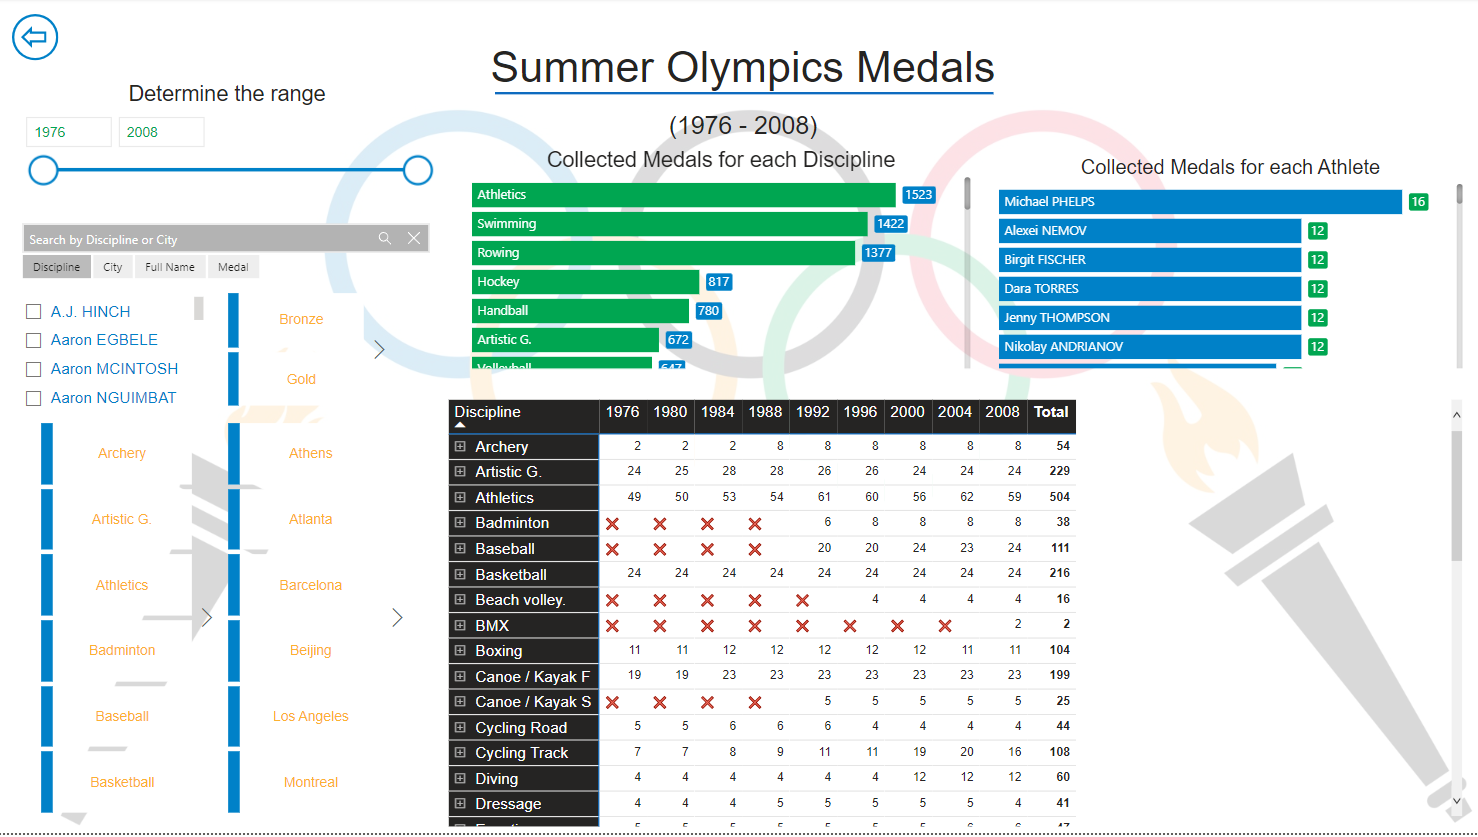 Summer Olympics Medals
(1976 - 2008)
Determine the range
1976 2008
Search by Discipline or City
Discipline City Full Name Medal
A.J. HINCH
Aaron EGBELE
Aaron MCINTOSH
Aaron NGUIMBAT
Bronze
Gold
Archery
Artistic G.
Athletics
Badminton
Baseball
Basketball
Athens
Atlanta
Barcelona
Beijing
Los Angeles
Montreal
Collected Medals for each Discipline
Athletics 1523
Swimming 1422
Rowing 1377
Hockey 817
Handball 780
Artistic G. 672
Volleyball 647
Collected Medals for each Athlete
Michael PHELPS 16
Alexei NEMOV 12
Birgit FISCHER 12
Dara TORRES 12
Jenny THOMPSON 12
Nikolay ANDRIANOV 12
Discipline 1976 1980 1984 1988 1992 1996 2000 2004 2008 Total
Archery 2 2 2 8 8 8 8 8 8 54
Artistic G. 24 25 28 28 26 26 24 24 24 229
Athletics 49 50 53 54 61 60 56 62 59 504
Badminton 6 8 8 8 8 38
Baseball 20 20 24 23 24 111
Basketball 24 24 24 24 24 24 24 24 24 216
Beach volley. 4 4 4 4 16
BMX 2 2
Boxing 11 11 12 12 12 12 12 11 11 104
Canoe / Kayak F 19 19 23 23 23 23 23 23 23 199
Canoe / Kayak S 5 5 5 5 5 25
Cycling Road 5 5 6 6 6 4 4 4 4 44
Cycling Track 7 7 8 9 11 11 19 20 16 108
Diving 4 4 4 4 4 4 12 12 12 60
Dressage 4 4 4 5 5 5 5 5 4 41